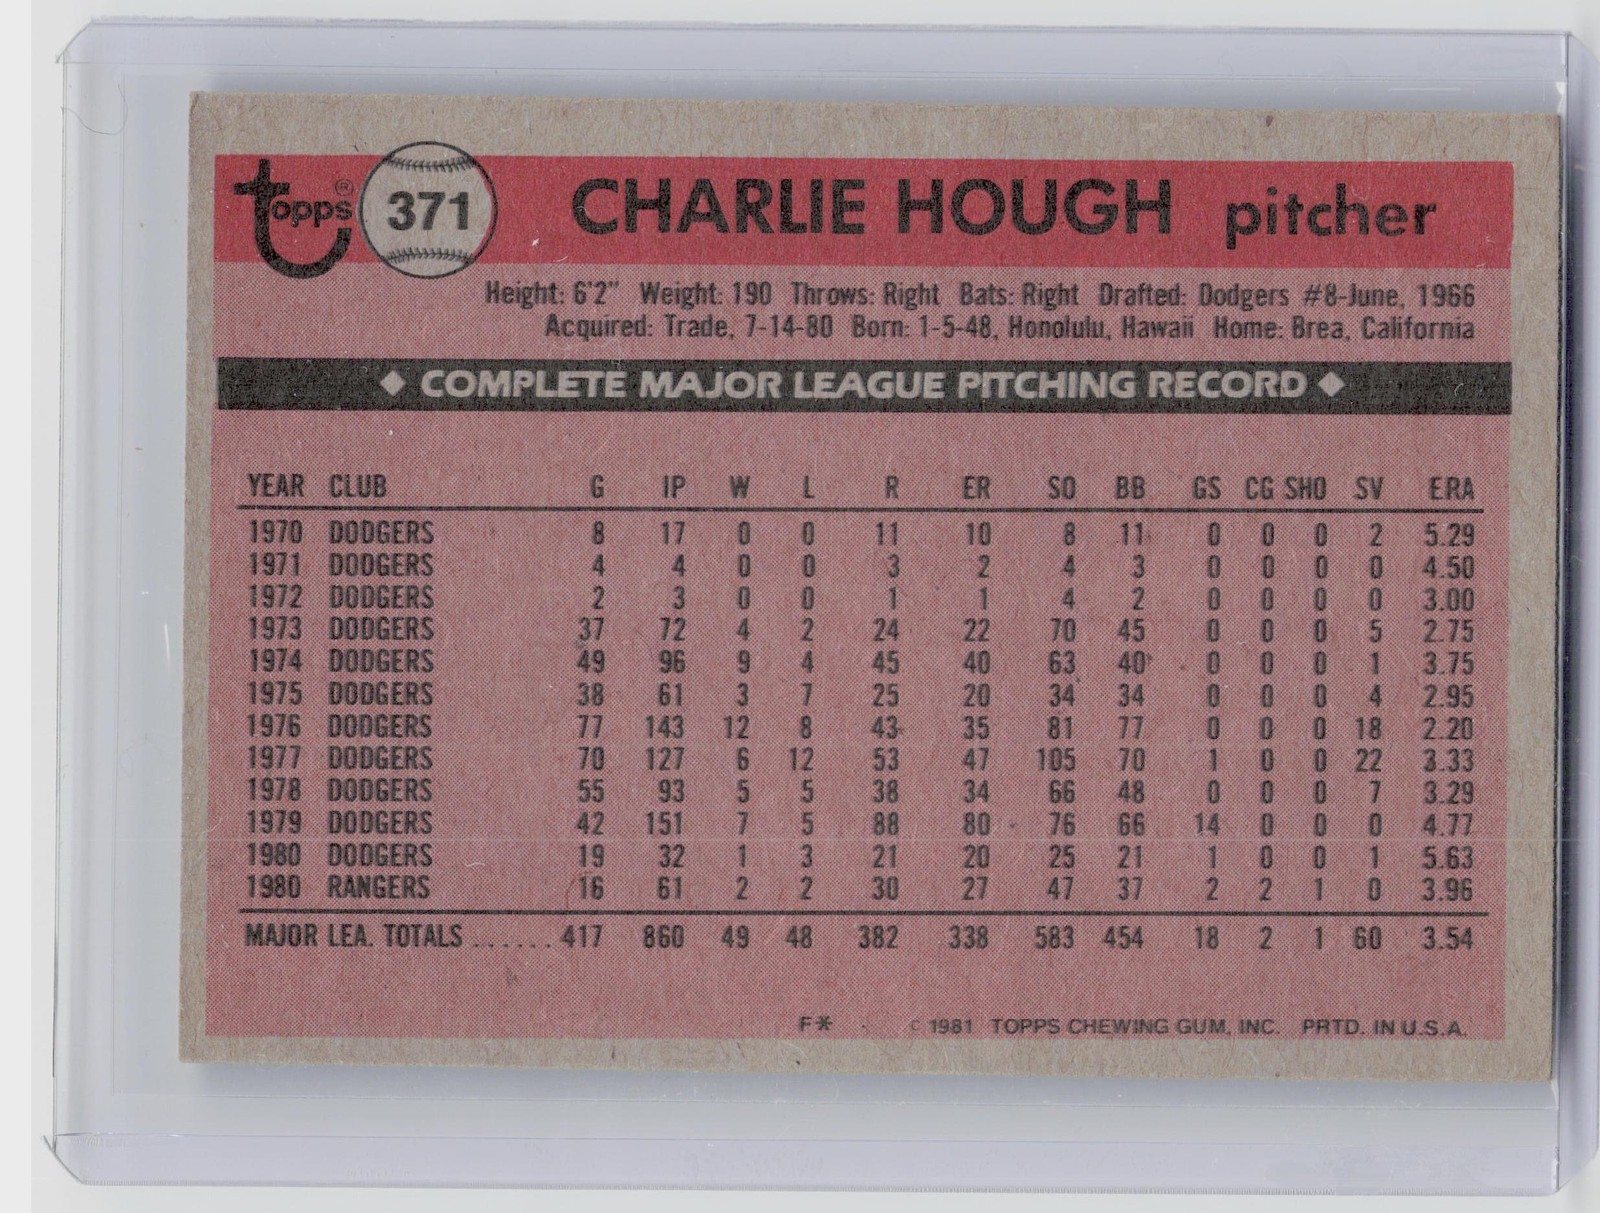 topps® 371 CHARLIE HOUGH pitcher
Height: 6'2" Weight: 190 Throws: Right Bats: Right Drafted: Dodgers #8-June, 1966
Acquired: Trade, 7-14-80 Born: 1-5-48, Honolulu, Hawaii Home: Brea, California
◆ COMPLETE MAJOR LEAGUE PITCHING RECORD ◆
YEAR CLUB G IP W L R ER SO BB GS CG SHO SV ERA
1970 DODGERS 8 17 0 0 11 10 8 11 0 0 0 2 5.29
1971 DODGERS 4 4 0 0 3 2 4 3 0 0 0 0 4.50
1972 DODGERS 2 3 0 0 1 1 4 2 0 0 0 0 3.00
1973 DODGERS 37 72 4 2 24 22 70 45 0 0 0 5 2.75
1974 DODGERS 49 96 9 4 45 40 63 40 0 0 0 1 3.75
1975 DODGERS 38 61 3 7 25 20 34 34 0 0 0 4 2.95
1976 DODGERS 77 143 12 8 43 35 81 77 0 0 0 18 2.20
1977 DODGERS 70 127 6 12 53 47 105 70 1 0 0 22 3.33
1978 DODGERS 55 93 5 5 38 34 66 48 0 0 0 7 3.29
1979 DODGERS 42 151 7 5 88 80 76 66 14 0 0 0 4.77
1980 DODGERS 19 32 1 3 21 20 25 21 1 0 0 1 5.63
1980 RANGERS 16 61 2 2 30 27 47 37 2 2 1 0 3.96
MAJOR LEA. TOTALS ...... 417 860 49 48 382 338 583 454 18 2 1 60 3.54
F* © 1981 TOPPS CHEWING GUM, INC. PRTD. IN U.S.A.